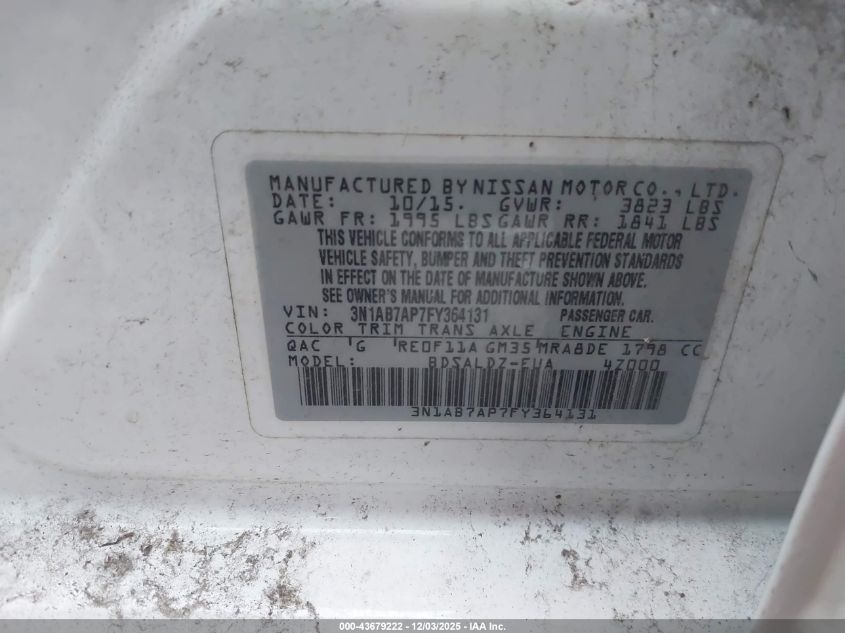 MANUFACTURED BY NISSAN MOTOR CO., LTD.
DATE: 10/15. GVWR: 3823 LBS
GAWR FR: 1995 LBS GAWR RR: 1841 LBS
THIS VEHICLE CONFORMS TO ALL APPLICABLE FEDERAL MOTOR
VEHICLE SAFETY, BUMPER AND THEFT PREVENTION STANDARDS
IN EFFECT ON THE DATE OF MANUFACTURE SHOWN ABOVE.
SEE OWNER'S MANUAL FOR ADDITIONAL INFORMATION.
VIN: 3N1AB7AP7FY364131 PASSENGER CAR.
COLOR TRIM TRANS AXLE ENGINE
QAC G RE0F11A GM35 MRA8DE 1798 CC
MODEL: BDSALDZ-EUA 4Z000
3N1AB7AP7FY364131
000-43679222 - 12/03/2025 - IAA Inc.